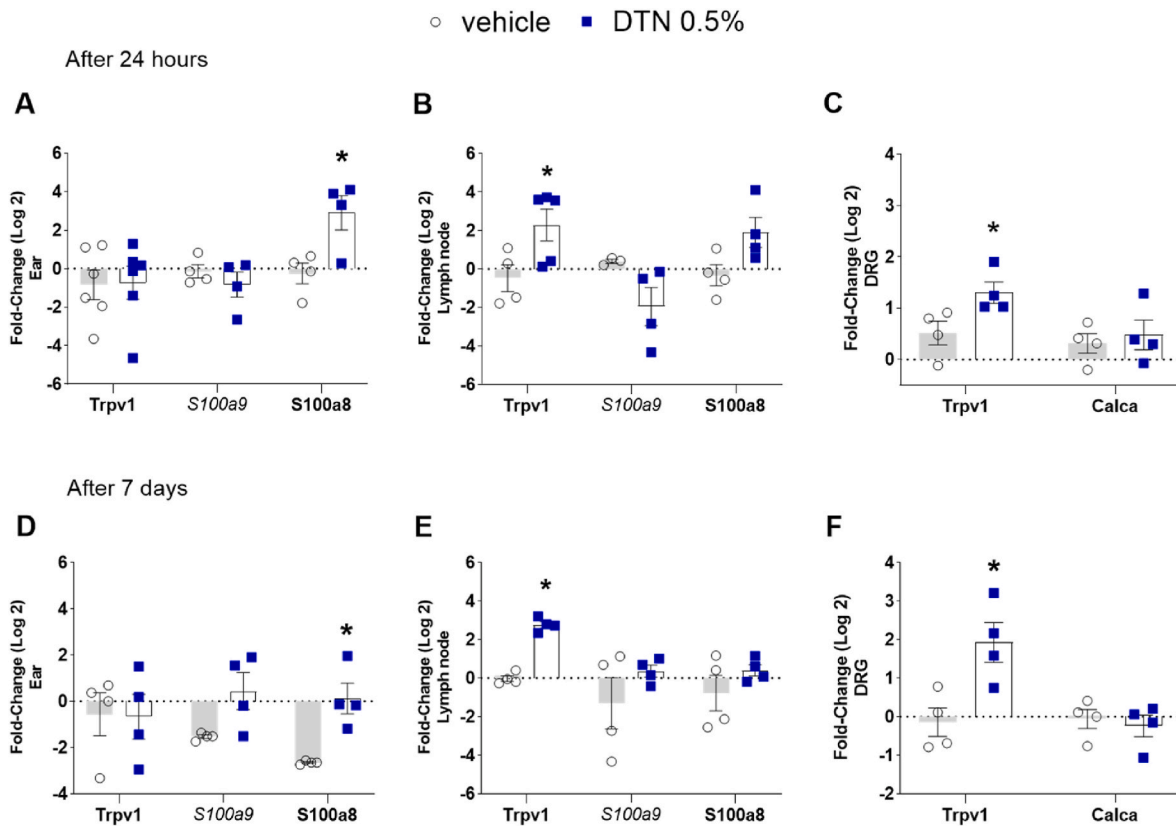 ○ vehicle ■ DTN 0.5%
After 24 hours
A
B
C
Fold-Change (Log 2)
Ear
6
4
2
0
-2
-4
-6
*
Trpv1 S100a9 S100a8
Fold-Change (Log 2)
Lymph node
6
4
2
0
-2
-4
-6
*
Trpv1 S100a9 S100a8
Fold-Change (Log 2)
DRG
4
3
2
1
0
*
Trpv1 Calca
After 7 days
D
E
F
Fold-Change (Log 2)
Ear
6
4
2
0
-2
-4
*
Trpv1 S100a9 S100a8
Fold-Change (Log 2)
Lymph node
6
4
2
0
-2
-4
-6
*
Trpv1 S100a9 S100a8
Fold-Change (Log 2)
DRG
4
3
2
1
0
-1
-2
*
Trpv1 Calca